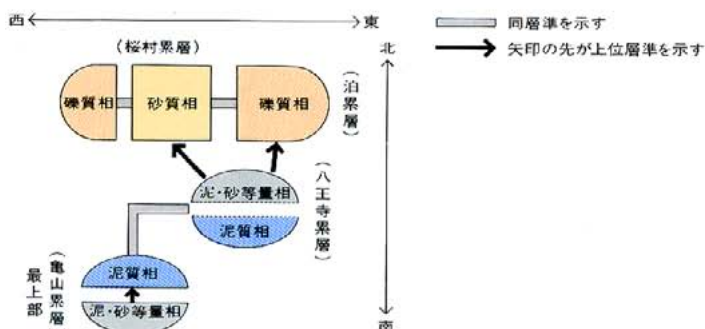 西
東
同層準を示す
矢印の先が上位層準を示す
(桜村累層)
北
礫質相
砂質相
礫質相
(泊累層)
泥・砂等量相
泥質相
(八王寺累層)
泥質相
泥・砂等量相
(亀山累層
最上部
南